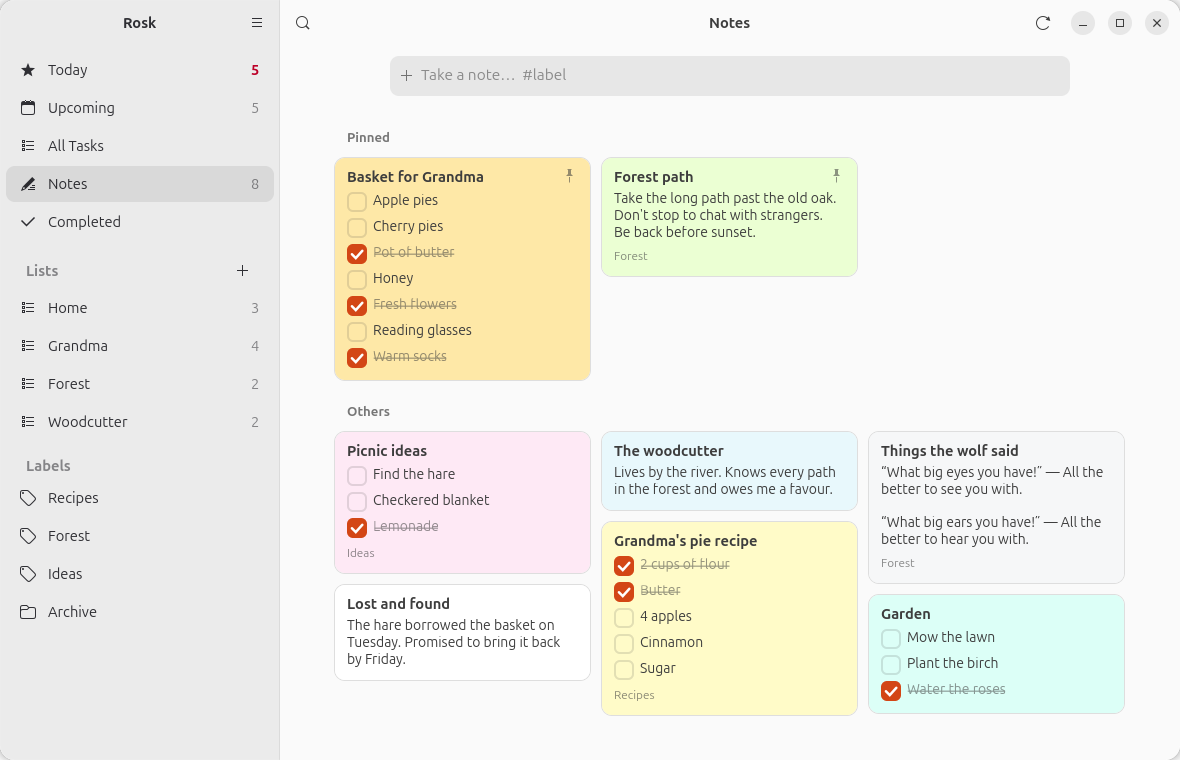 Rosk
Today 5
Upcoming 5
All Tasks
Notes 8
Completed
Lists
Home 3
Grandma 4
Forest 2
Woodcutter 2
Labels
Recipes
Forest
Ideas
Archive
Notes
Take a note… #label
Pinned
Basket for Grandma
Apple pies
Cherry pies
Pot of butter
Honey
Fresh flowers
Reading glasses
Warm socks
Forest path
Take the long path past the old oak.
Don't stop to chat with strangers.
Be back before sunset.
Forest
Others
Picnic ideas
Find the hare
Checkered blanket
Lemonade
Ideas
Lost and found
The hare borrowed the basket on
Tuesday. Promised to bring it back
by Friday.
The woodcutter
Lives by the river. Knows every path
in the forest and owes me a favour.
Grandma's pie recipe
2 cups of flour
Butter
4 apples
Cinnamon
Sugar
Recipes
Things the wolf said
“What big eyes you have!” — All the
better to see you with.
“What big ears you have!” — All the
better to hear you with.
Forest
Garden
Mow the lawn
Plant the birch
Water the roses